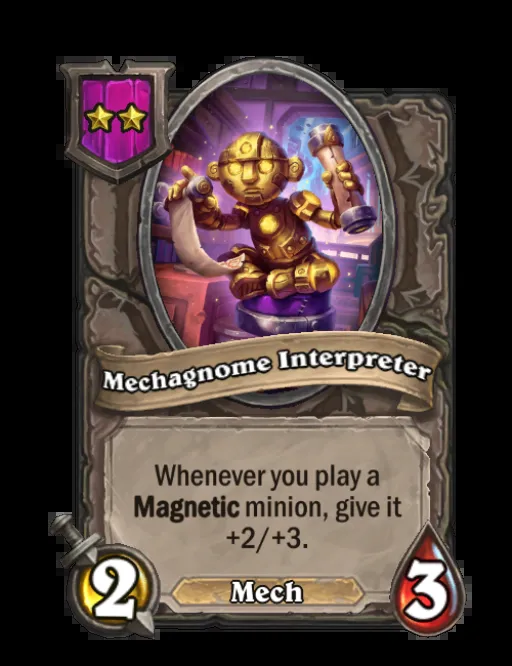 Mechagnome Interpreter
Whenever you play a
Magnetic minion, give it
+2/+3.
2
Mech
3